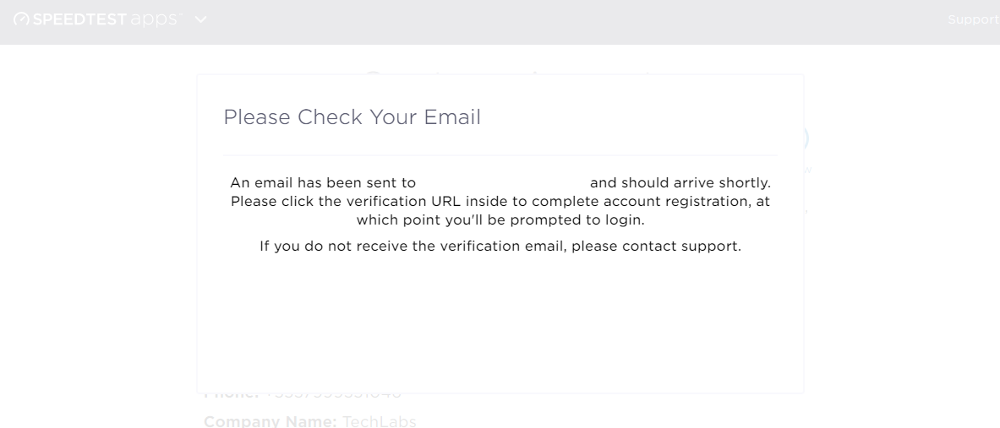 SPEEDTEST apps
Support
Please Check Your Email
An email has been sent to and should arrive shortly.
Please click the verification URL inside to complete account registration, at
which point you'll be prompted to login.
If you do not receive the verification email, please contact support.
Phone:
Company Name: TechLabs